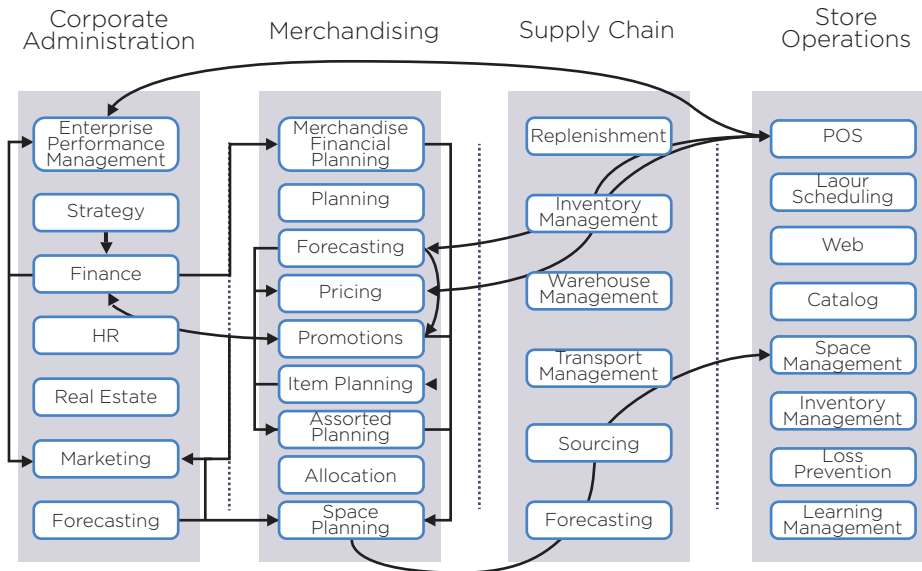 Corporate
Administration
Merchandising
Supply Chain
Store
Operations
Enterprise
Performance
Management
Strategy
Finance
HR
Real Estate
Marketing
Forecasting
Merchandise
Financial
Planning
Planning
Forecasting
Pricing
Promotions
Item Planning
Assorted
Planning
Allocation
Space
Planning
Replenishment
Inventory
Management
Warehouse
Management
Transport
Management
Sourcing
Forecasting
POS
Laour
Scheduling
Web
Catalog
Space
Management
Inventory
Management
Loss
Prevention
Learning
Management